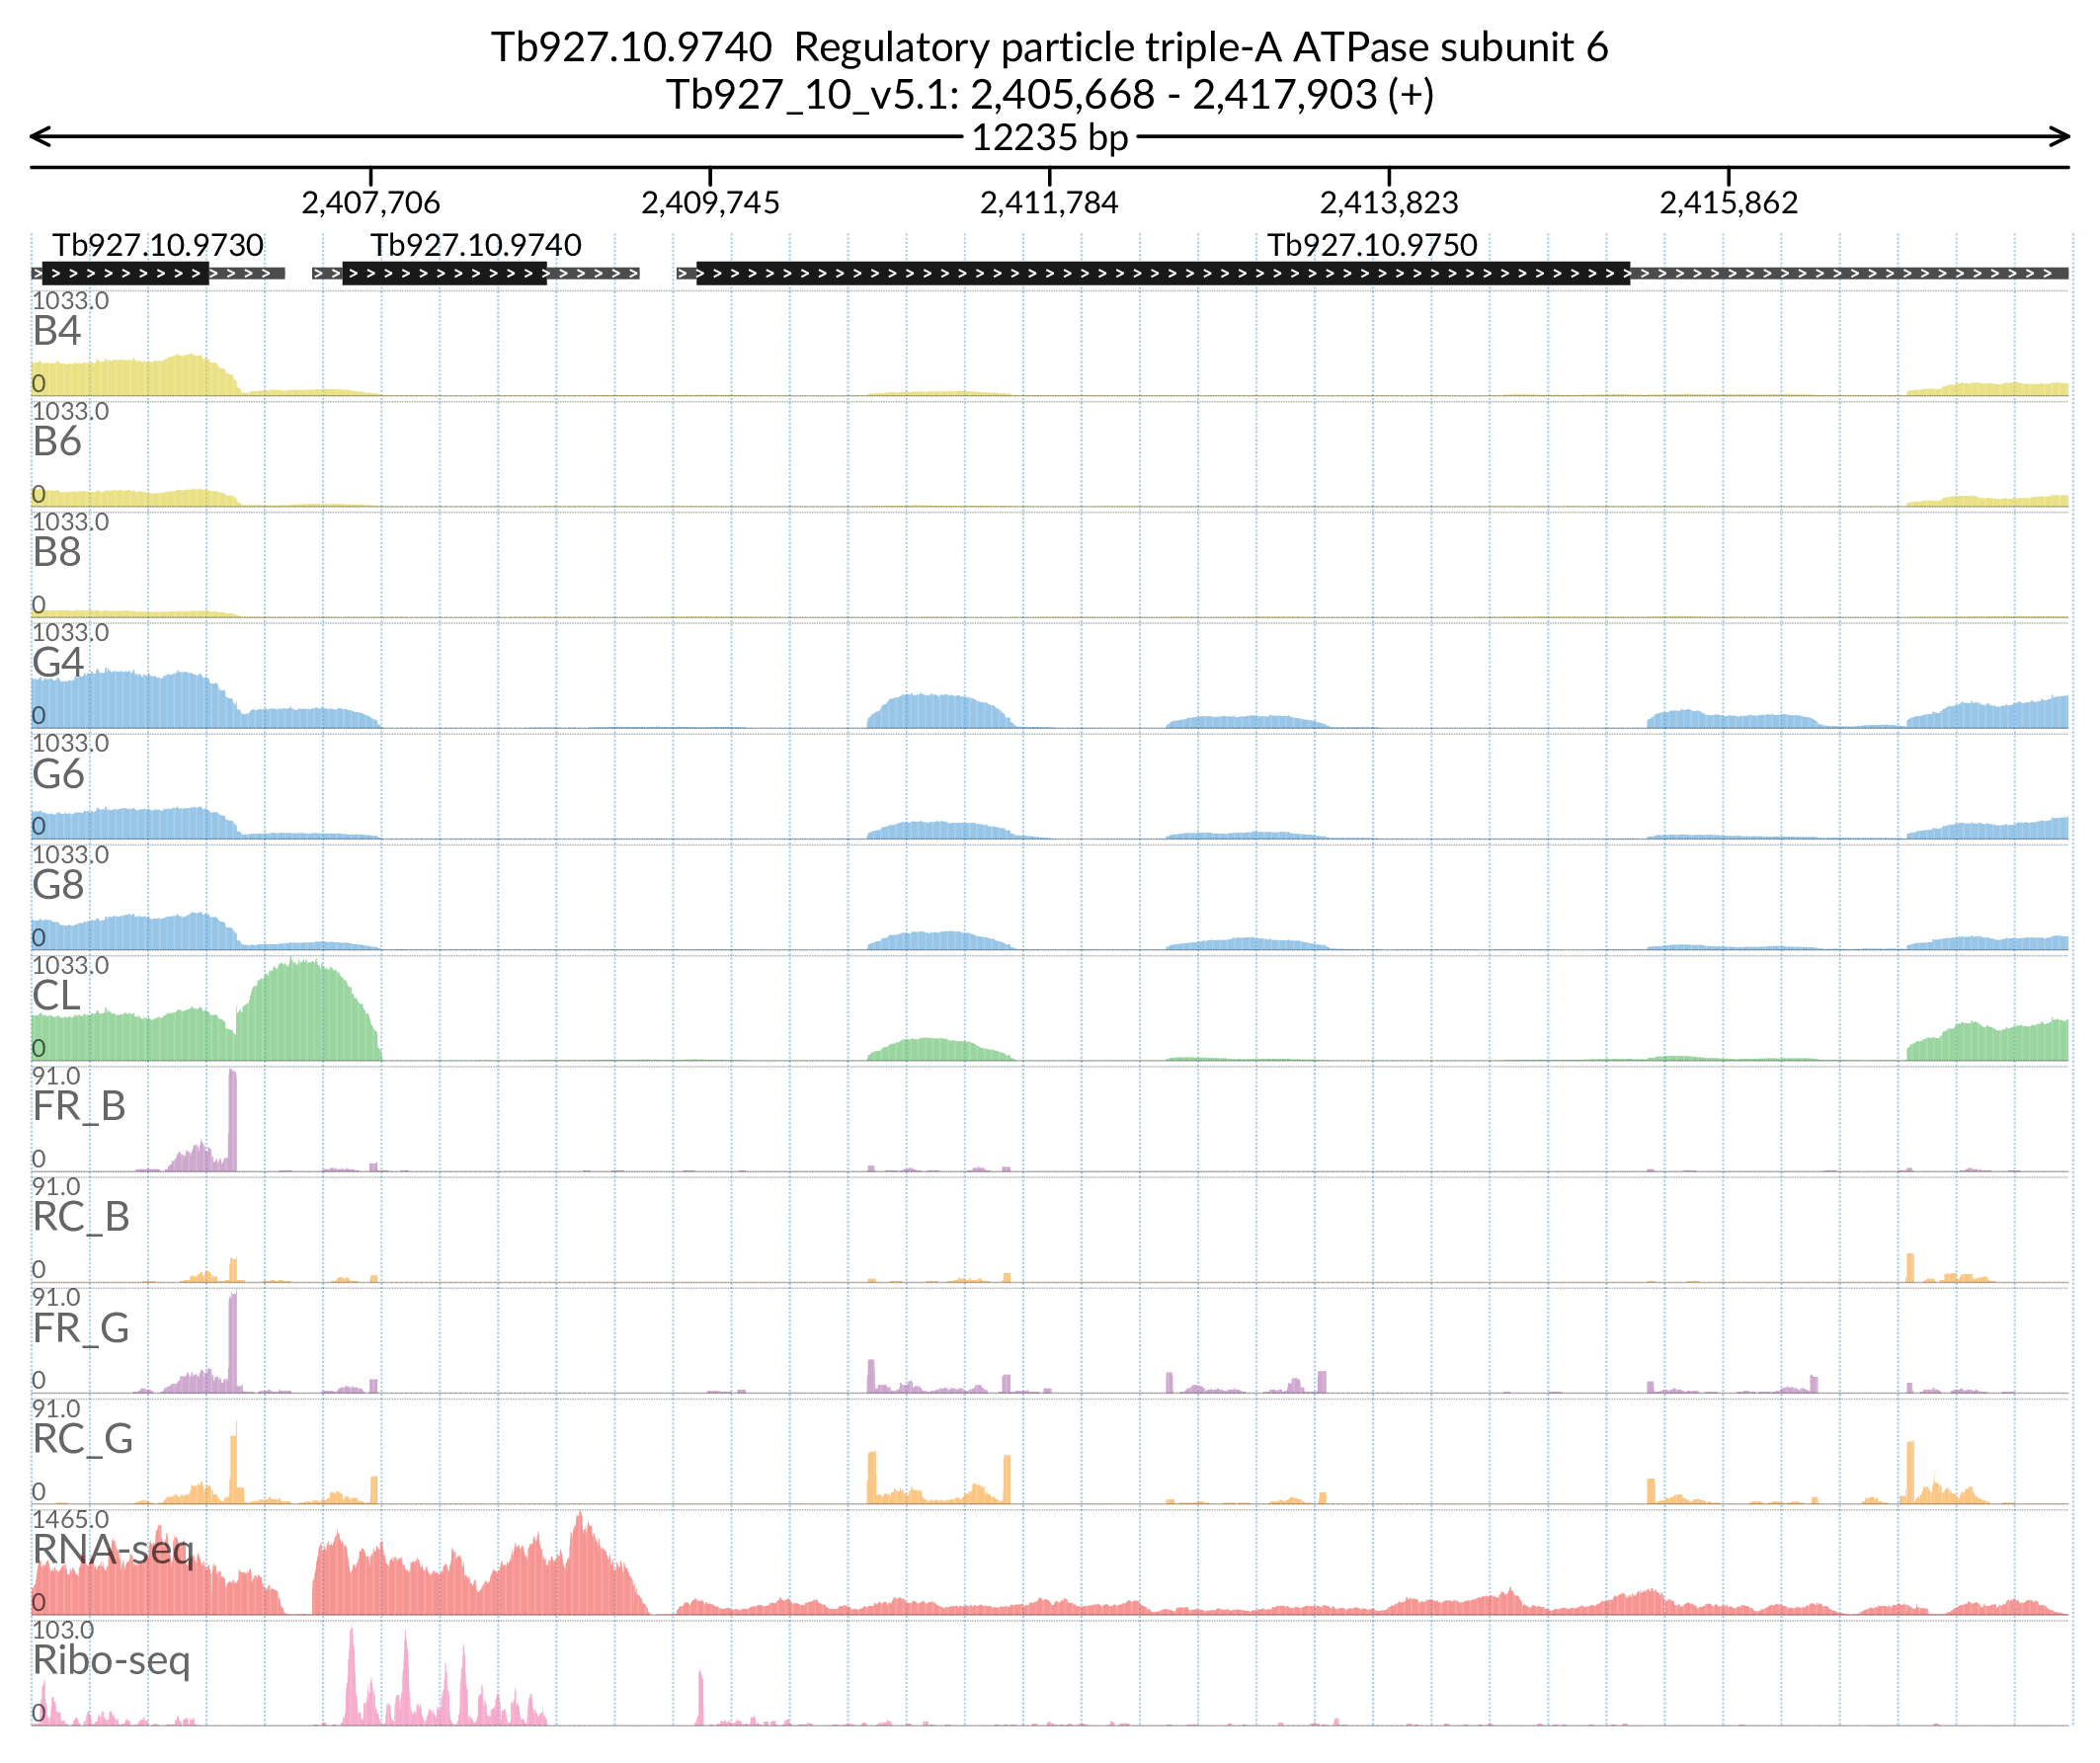 Tb927.10.9740 Regulatory particle triple-A ATPase subunit 6
Tb927_10_v5.1: 2,405,668 - 2,417,903 (+)
12235 bp
2,407,706 2,409,745 2,411,784 2,413,823 2,415,862
Tb927.10.9730 Tb927.10.9740 Tb927.10.9750
1033.0
B4
0
1033.0
B6
0
1033.0
B8
0
1033.0
G4
0
1033.0
G6
0
1033.0
G8
0
1033.0
CL
0
91.0
FR_B
0
91.0
RC_B
0
91.0
FR_G
0
91.0
RC_G
0
1465.0
RNA-seq
0
103.0
Ribo-seq
0